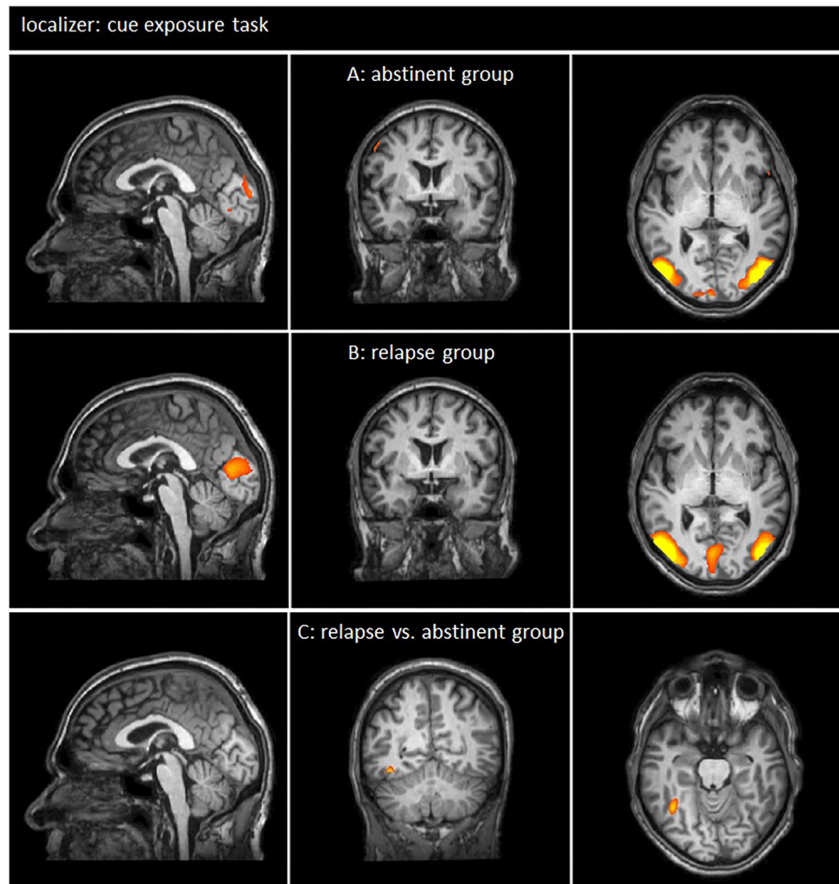 localizer: cue exposure task
A: abstinent group
B: relapse group
C: relapse vs. abstinent group